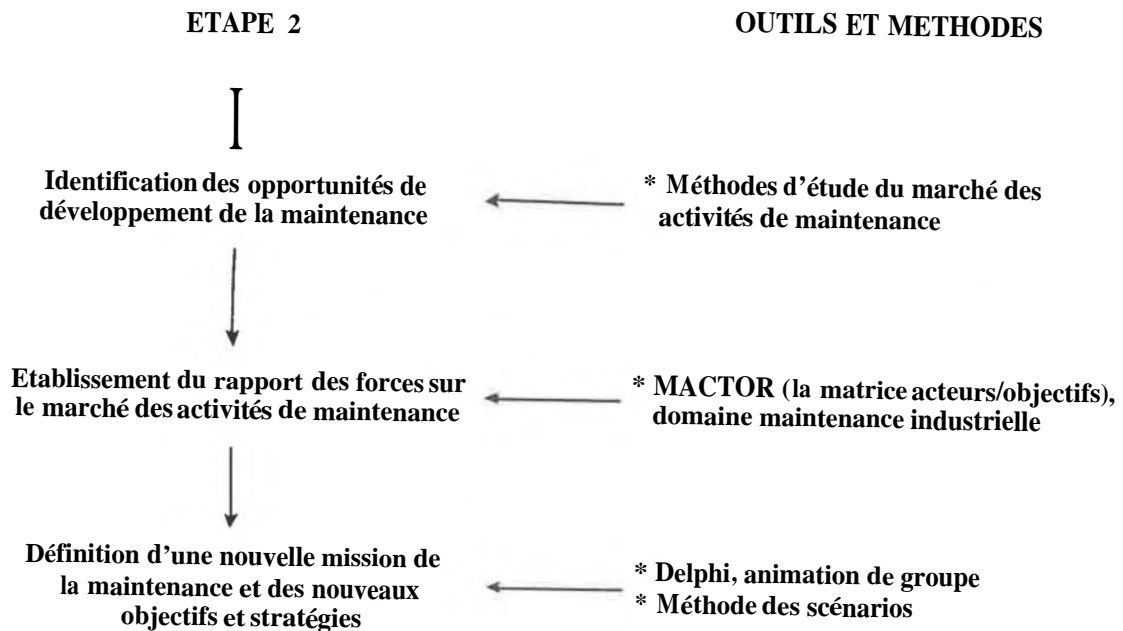 ETAPE 2
OUTILS ET METHODES
Identification des opportunités de
développement de la maintenance
* Méthodes d'étude du marché des
activités de maintenance
Etablissement du rapport des forces sur
le marché des activités de maintenance
* MACTOR (la matrice acteurs/objectifs),
domaine maintenance industrielle
Définition d'une nouvelle mission de
la maintenance et des nouveaux
objectifs et stratégies
* Delphi, animation de groupe
* Méthode des scénarios